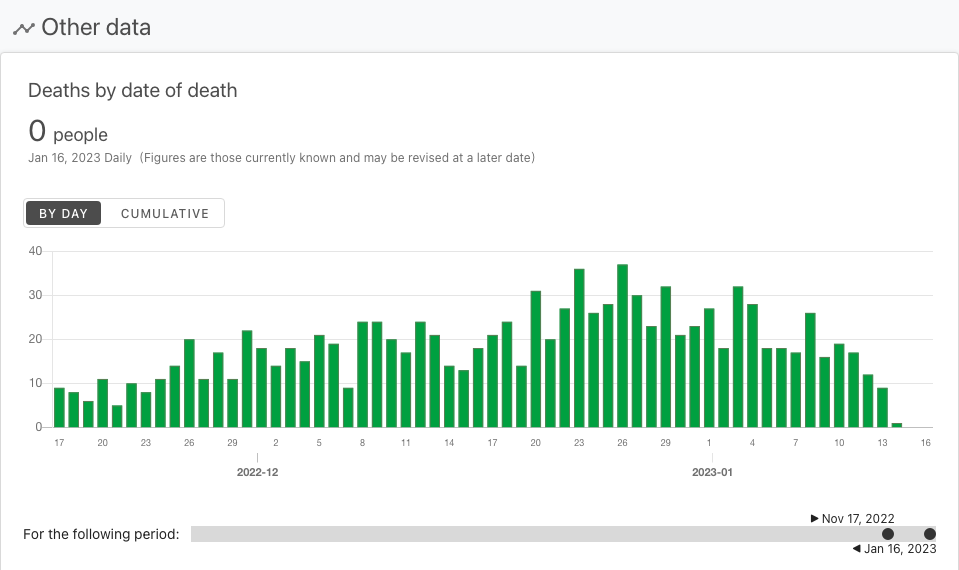 Other data
Deaths by date of death
0 people
Jan 16, 2023 Daily (Figures are those currently known and may be revised at a later date)
BY DAY CUMULATIVE
40
30
20
10
0
17 20 23 26 29 2 5 8 11 14 17 20 23 26 29 1 4 7 10 13 16
2022-12 2023-01
▶ Nov 17, 2022
For the following period:
◀ Jan 16, 2023